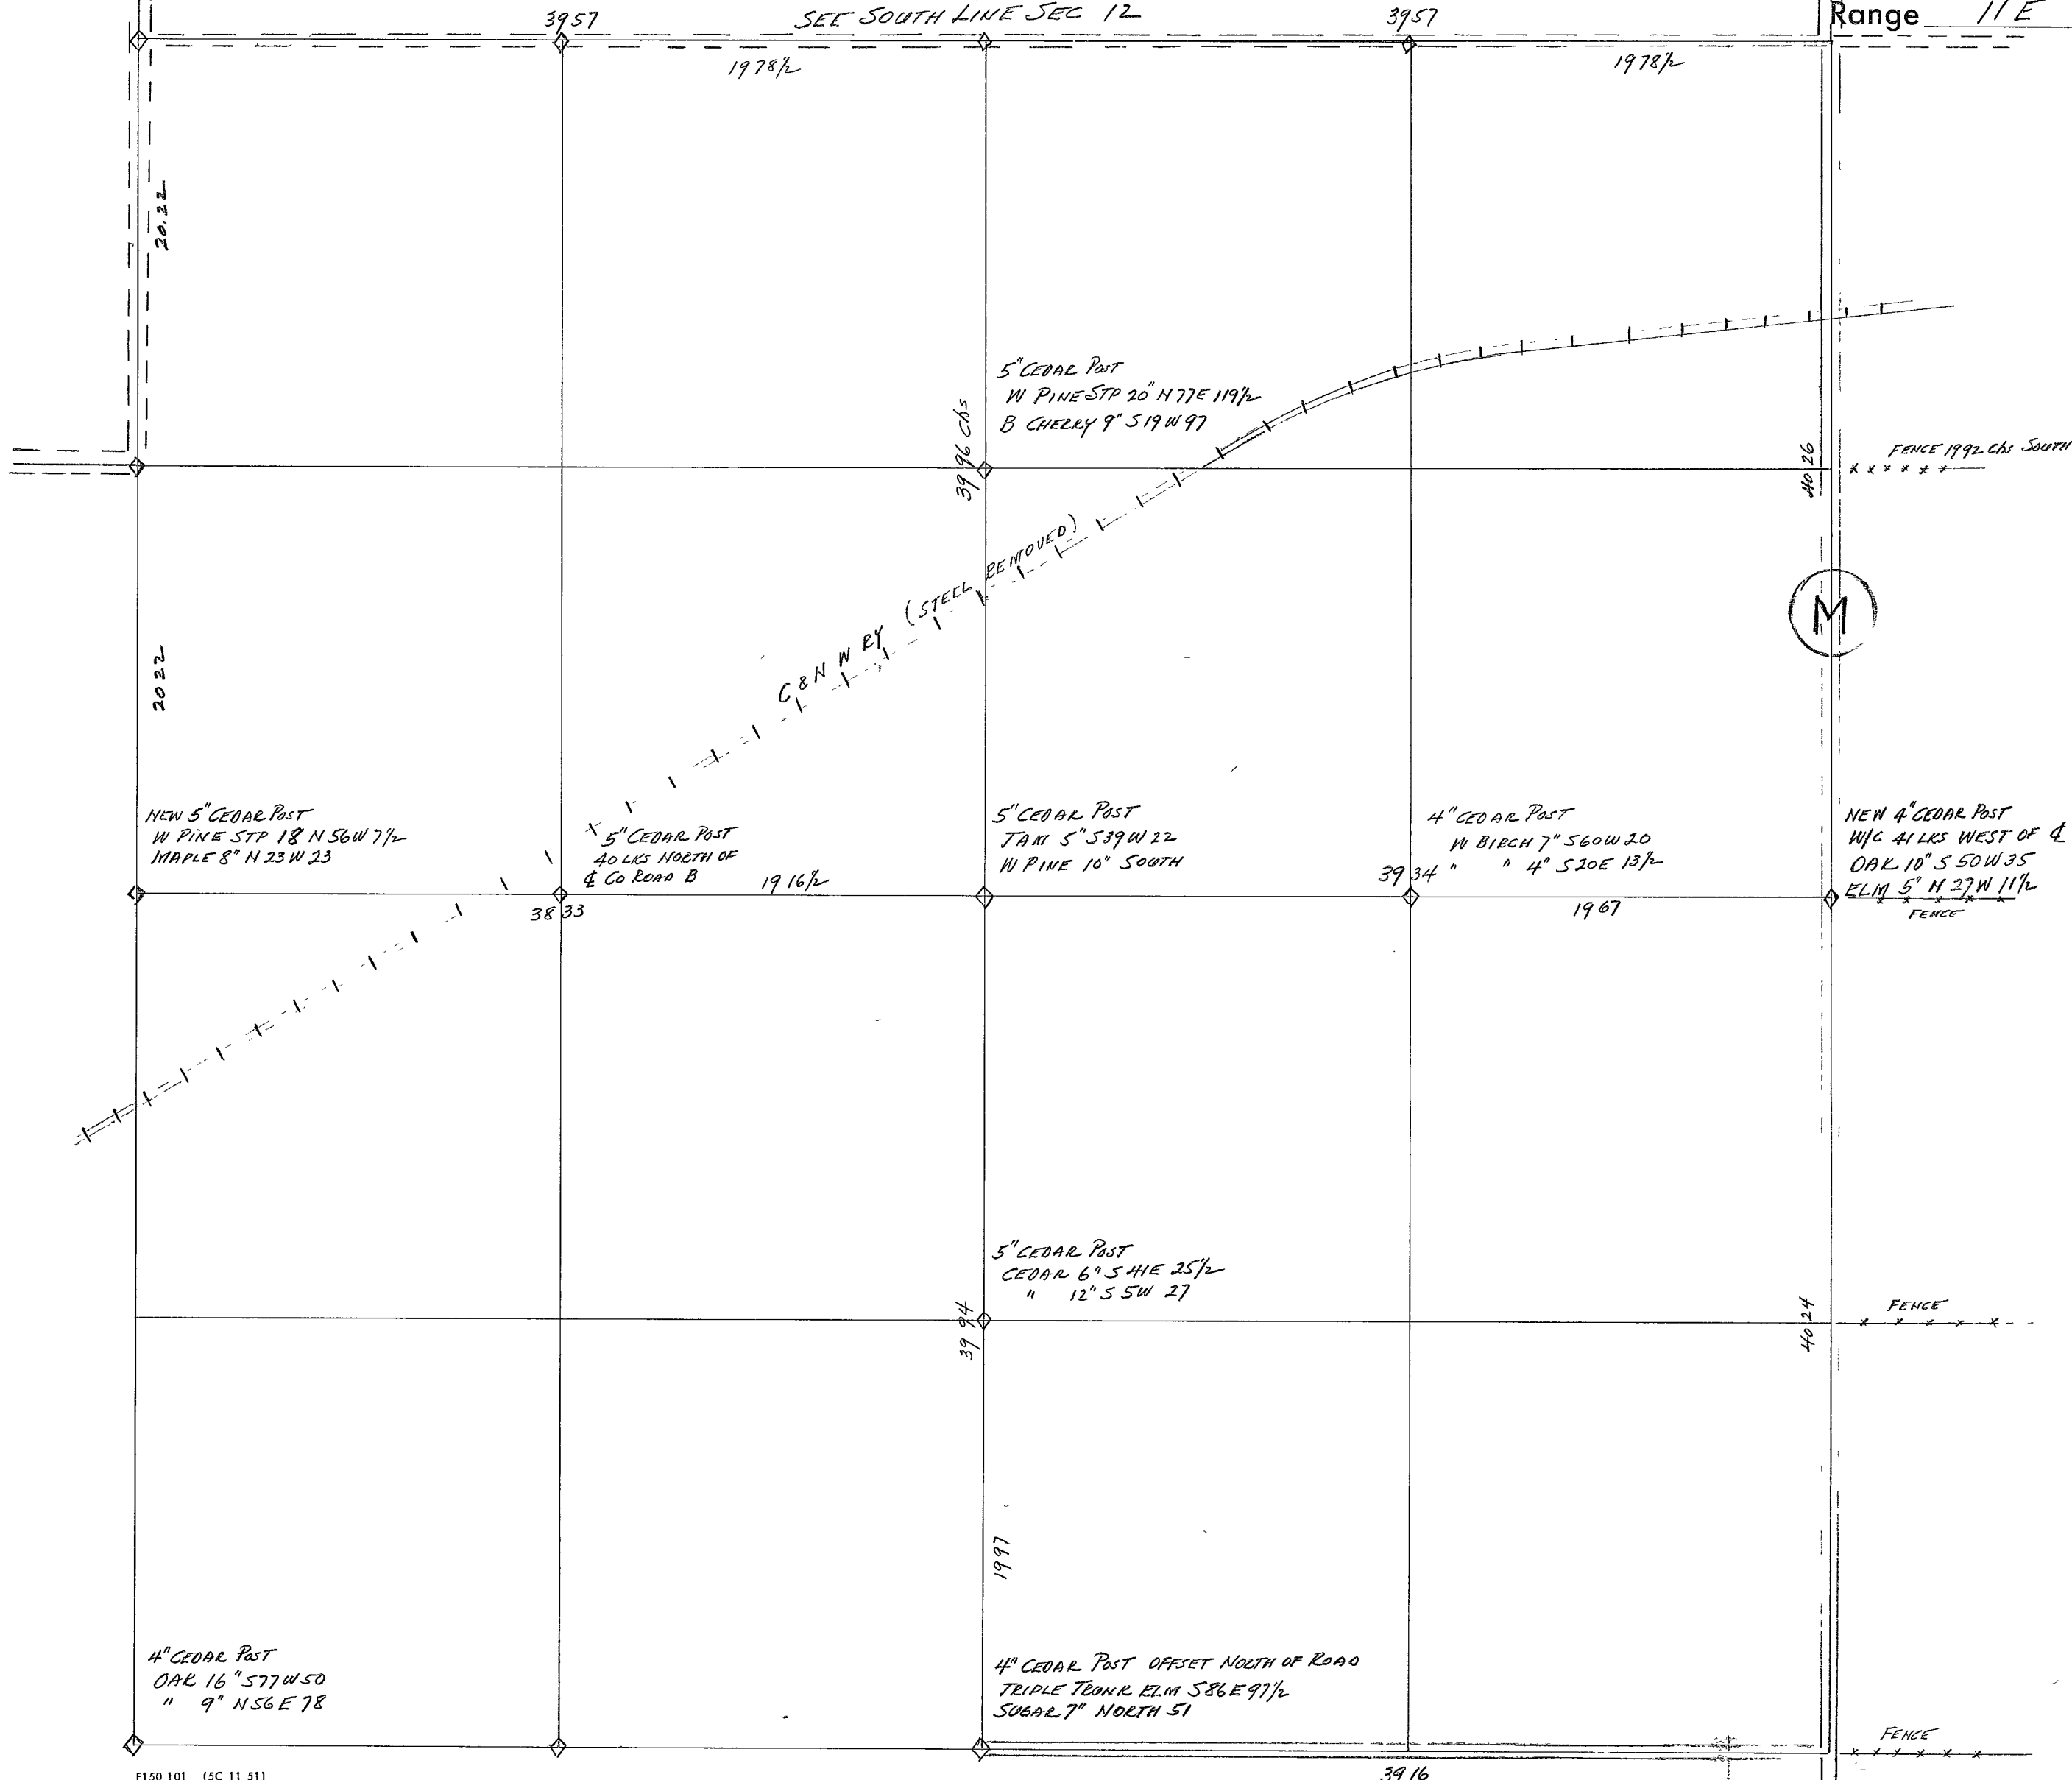 Range 11 E
SEE SOUTH LINE SEC 12
3957
3957
1978½
1978½
20.22
5" CEDAR POST
W PINE STP 20" N77E 119½
B CHERRY 9" S19W97
3996 Chs
4026
FENCE 1992 Chs SOUTH
C & N W RY (STEEL REMOVED)
M
2022
NEW 5" CEDAR POST
W PINE STP 18 N56W 7½
MAPLE 8" N23W23
5" CEDAR POST
40 LKS NORTH OF
℄ CO ROAD B
1916½
3833
5" CEDAR POST
TAM 5" S39W22
W PINE 10" SOUTH
4" CEDAR POST
W BIRCH 7" S60W20
" " 4" S20E 13½
3934
1967
NEW 4" CEDAR POST
W/C 41 LKS WEST OF ℄
OAK 10" S50W35
ELM 5" N27W 11½
FENCE
5" CEDAR POST
CEDAR 6" S41E 25½
" 12" S5W 27
3994
4024
FENCE
1997
4" CEDAR POST
OAK 16" S77W50
" 9" N56E78
4" CEDAR POST OFFSET NORTH OF ROAD
TRIPLE TRUNK ELM S86E97½
SUGAR 7" NORTH 51
FENCE
F150 101 (5C 11 51)
3916